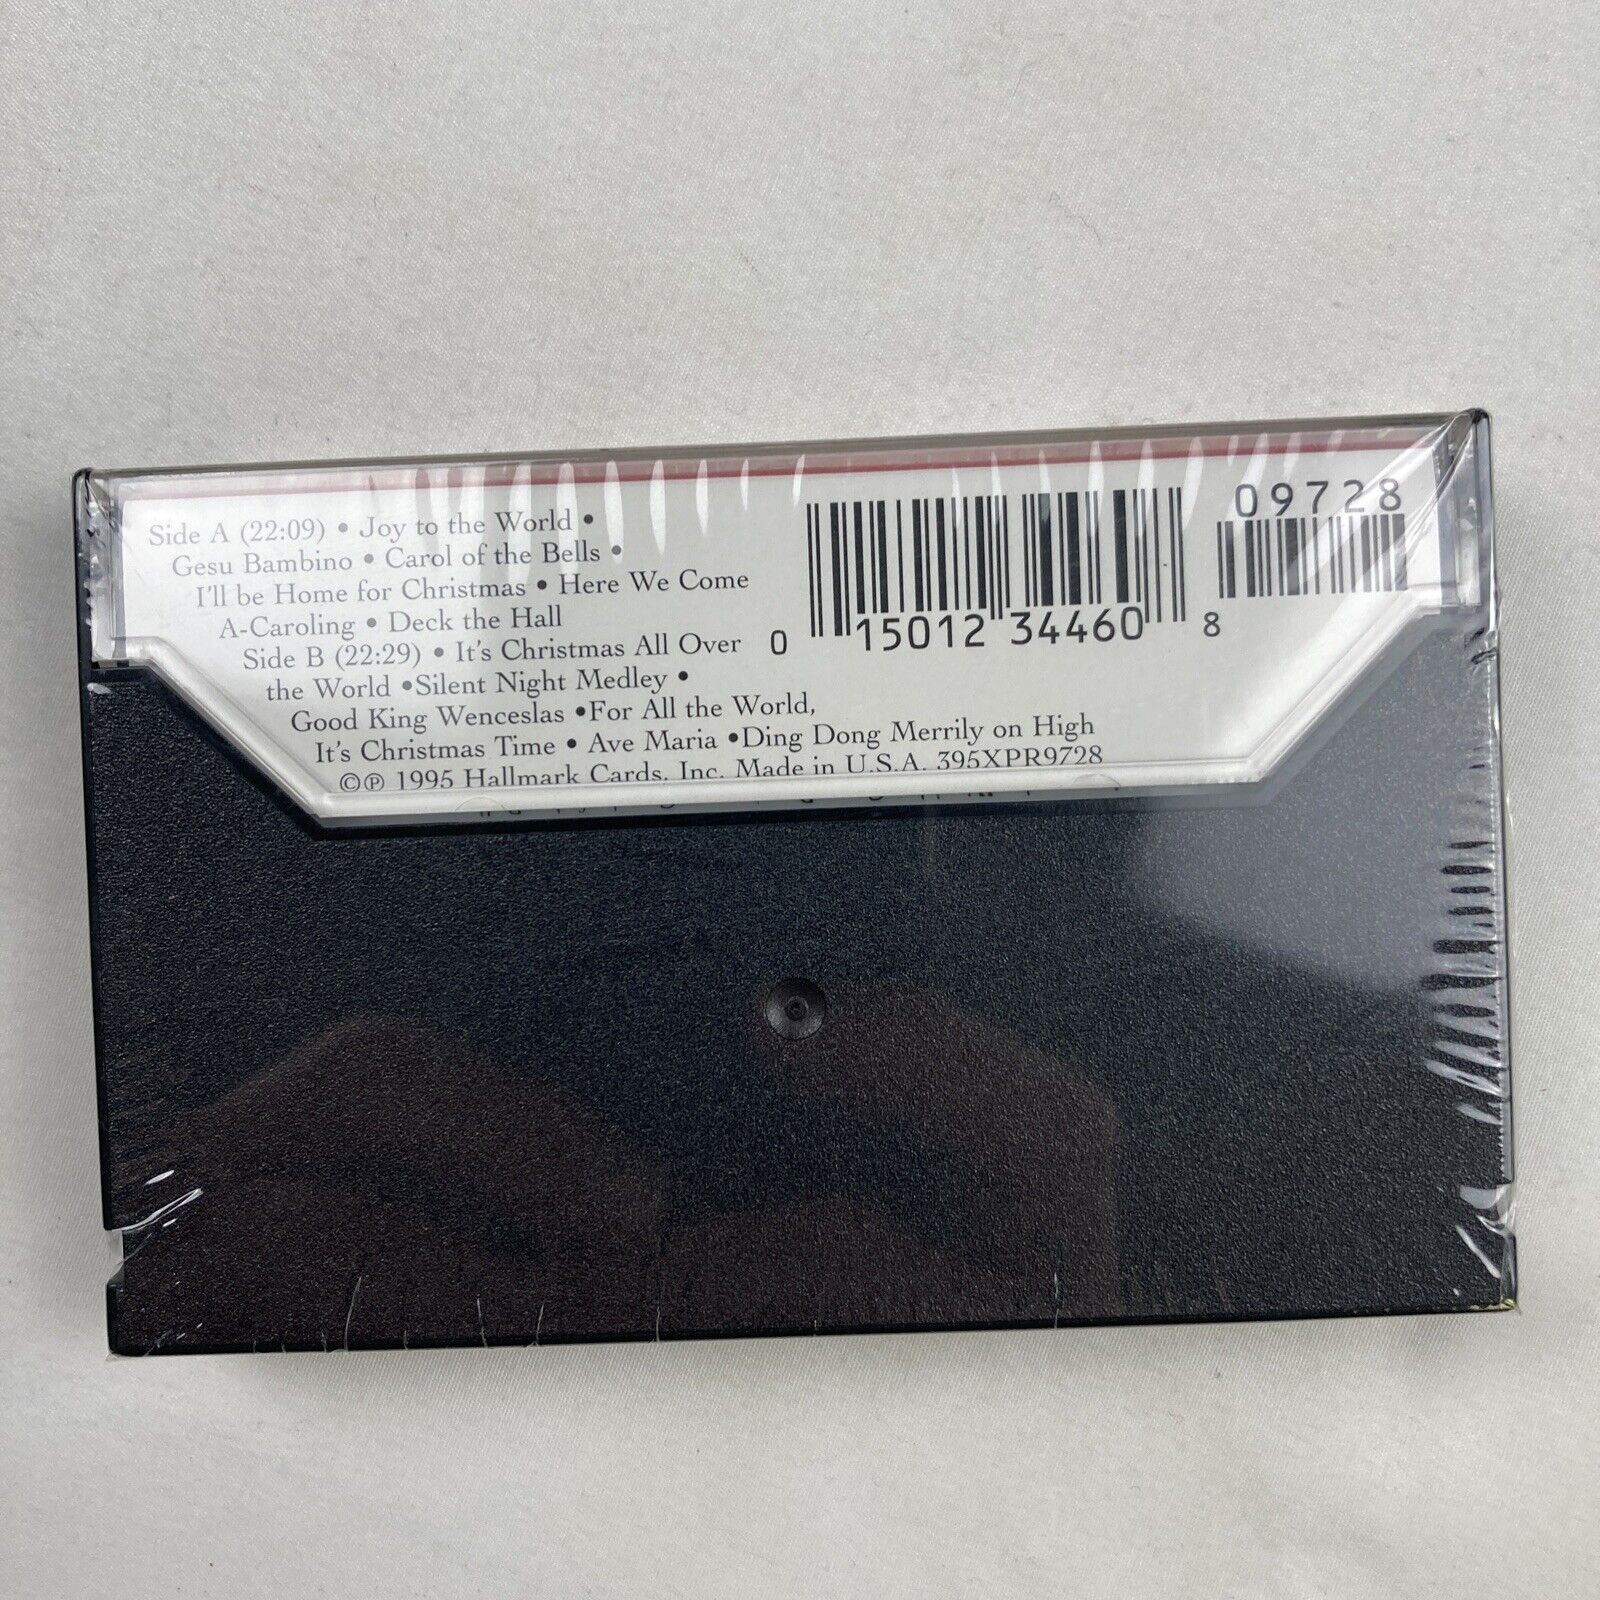 Side A (22:09) • Joy to the World •
Gesu Bambino • Carol of the Bells •
I'll be Home for Christmas • Here We Come
A-Caroling • Deck the Hall
Side B (22:29) • It's Christmas All Over
the World •Silent Night Medley •
Good King Wenceslas •For All the World,
It's Christmas Time • Ave Maria •Ding Dong Merrily on High
©℗ 1995 Hallmark Cards, Inc. Made in U.S.A. 395XPR9728
09728
0 15012 34460 8